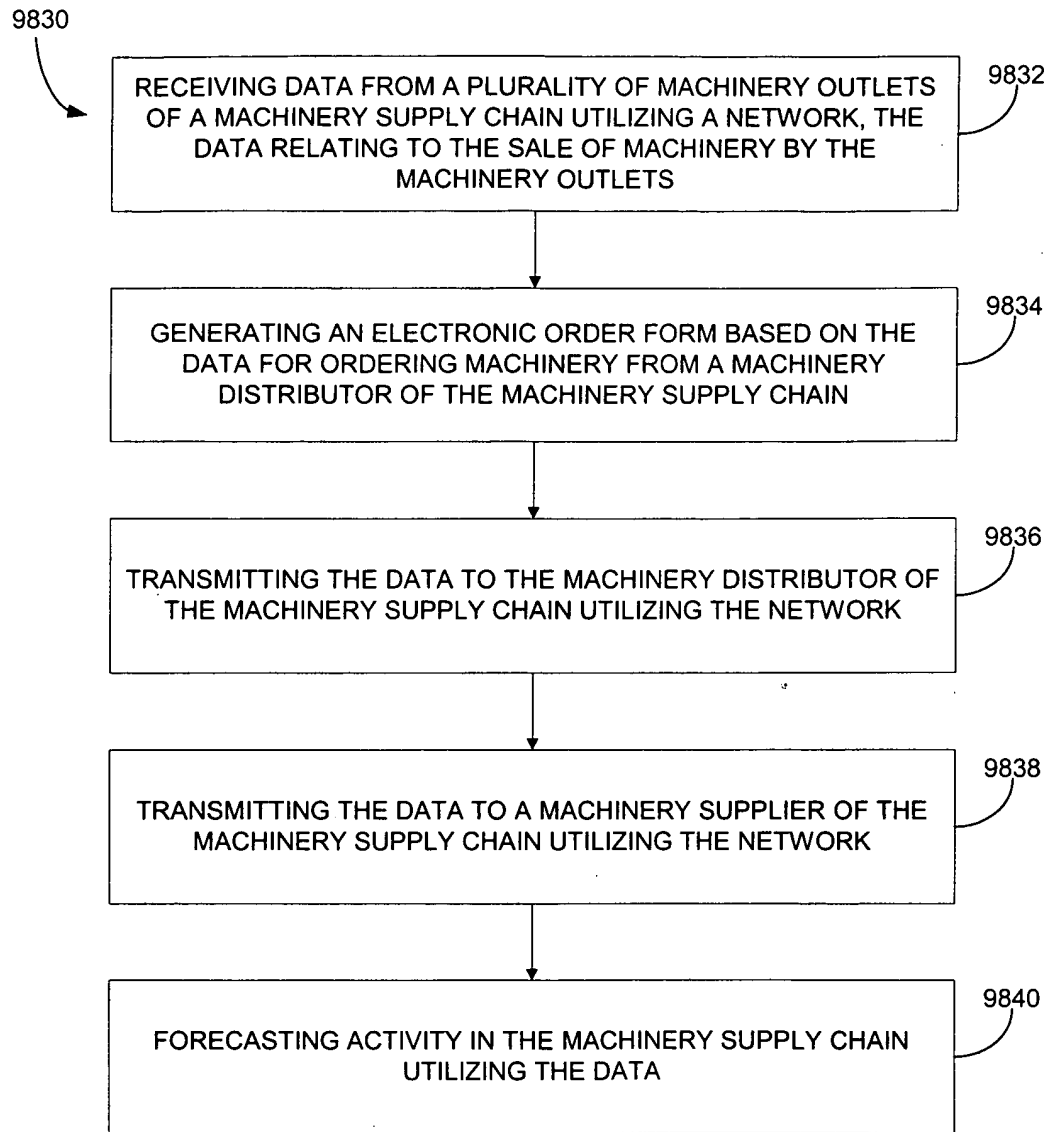 9830
RECEIVING DATA FROM A PLURALITY OF MACHINERY OUTLETS
OF A MACHINERY SUPPLY CHAIN UTILIZING A NETWORK, THE
DATA RELATING TO THE SALE OF MACHINERY BY THE
MACHINERY OUTLETS
9832
GENERATING AN ELECTRONIC ORDER FORM BASED ON THE
DATA FOR ORDERING MACHINERY FROM A MACHINERY
DISTRIBUTOR OF THE MACHINERY SUPPLY CHAIN
9834
TRANSMITTING THE DATA TO THE MACHINERY DISTRIBUTOR OF
THE MACHINERY SUPPLY CHAIN UTILIZING THE NETWORK
9836
TRANSMITTING THE DATA TO A MACHINERY SUPPLIER OF THE
MACHINERY SUPPLY CHAIN UTILIZING THE NETWORK
9838
FORECASTING ACTIVITY IN THE MACHINERY SUPPLY CHAIN
UTILIZING THE DATA
9840